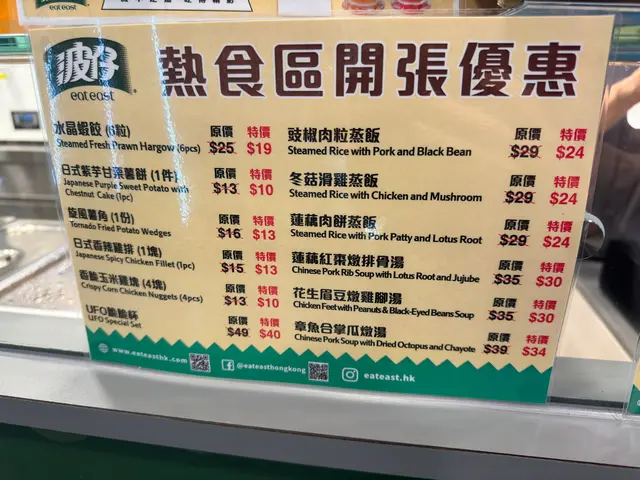 eat east
波仔
eat east
熱食區開張優惠
水晶蝦餃 (6粒) 原價 特價
Steamed Fresh Prawn Hargow (6pcs) $25 $19
日式紫芋甘栗薯餅 (1件) 原價 特價
Japanese Purple Sweet Potato with $13 $10
Chestnut Cake (1pc)
旋風薯角 (1份) 原價 特價
Tornado Fried Potato Wedges $16 $13
日式香辣雞排 (1塊) 原價 特價
Japanese Spicy Chicken Fillet (1pc) $15 $13
香脆玉米雞塊 (4塊) 原價 特價
Crispy Corn Chicken Nuggets (4pcs) $13 $10
UFO脆脆杯 原價 特價
UFO Special Set $49 $40
豉椒肉粒蒸飯 原價 特價
Steamed Rice with Pork and Black Bean $29 $24
冬菇滑雞蒸飯 原價 特價
Steamed Rice with Chicken and Mushroom $29 $24
蓮藕肉餅蒸飯 原價 特價
Steamed Rice with Pork Patty and Lotus Root $29 $24
蓮藕紅棗燉排骨湯 原價 特價
Chinese Pork Rib Soup with Lotus Root and Jujube $35 $30
花生眉豆燉雞腳湯 原價 特價
Chicken Feet with Peanuts & Black-Eyed Beans Soup $35 $30
章魚合掌瓜燉湯 原價 特價
Chinese Pork Soup with Dried Octopus and Chayote $39 $34
www.eateasthk.com @eateasthongkong eateast.hk